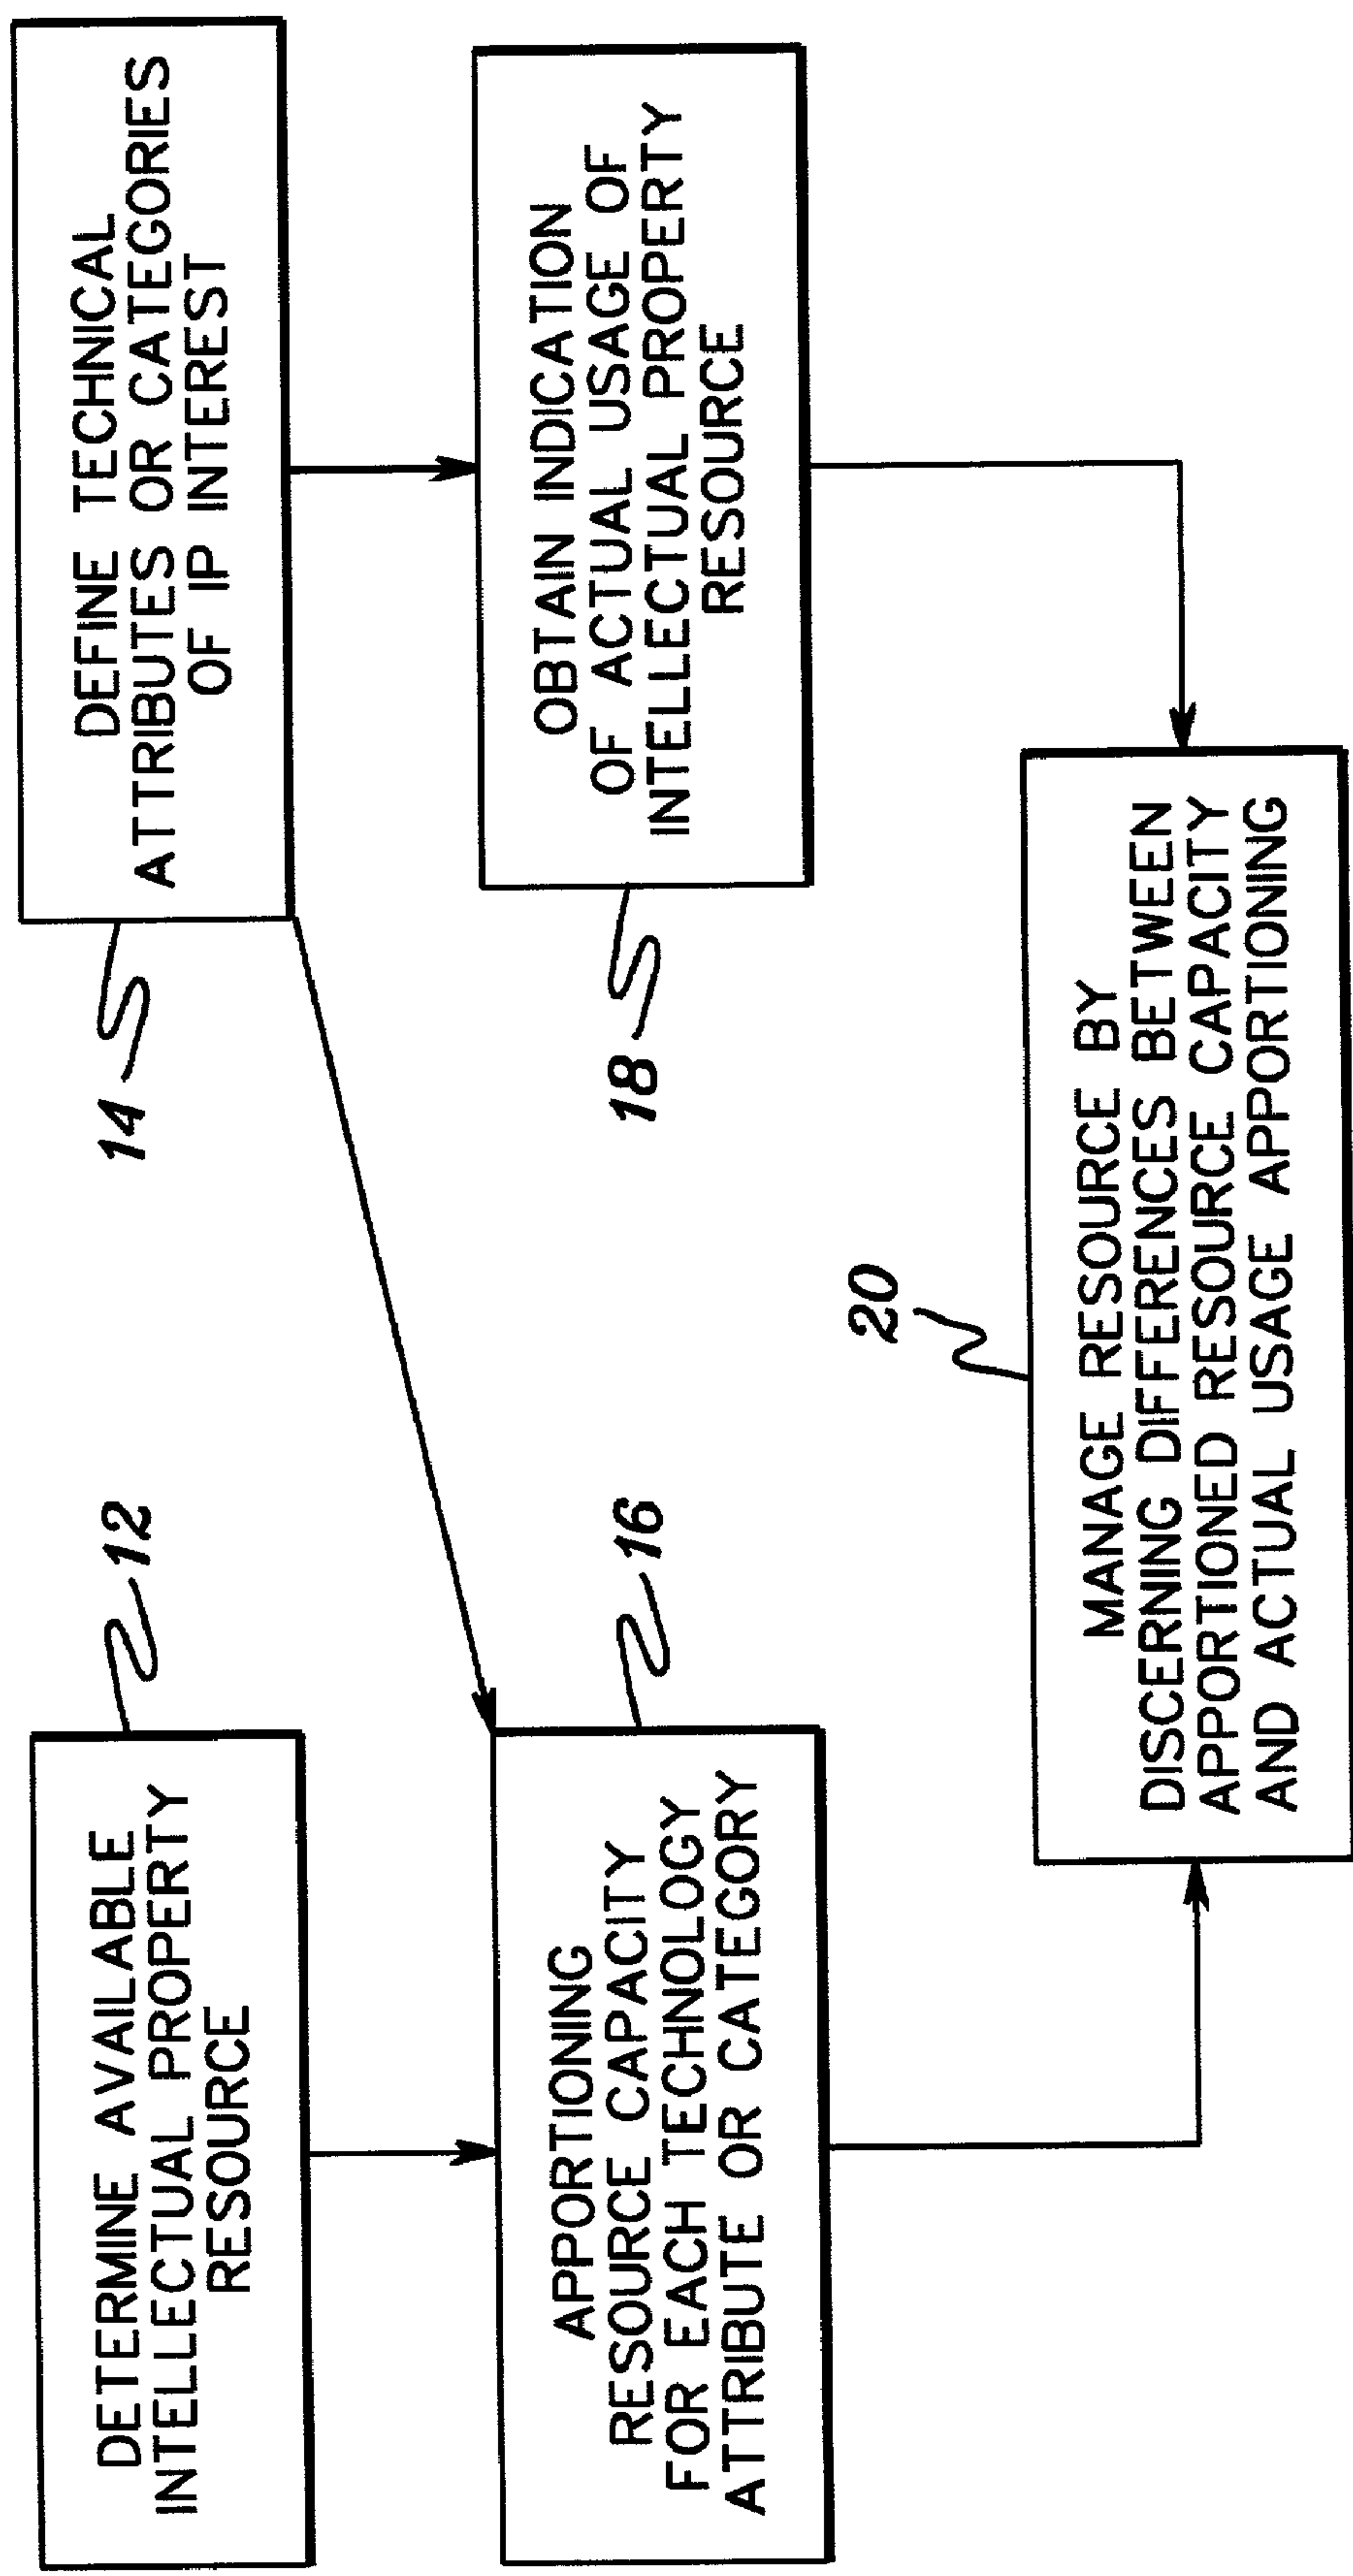 DETERMINE AVAILABLE
INTELLECTUAL PROPERTY
RESOURCE
12
14
DEFINE TECHNICAL
ATTRIBUTES OR CATEGORIES
OF IP INTEREST
APPORTIONING
RESOURCE CAPACITY
FOR EACH TECHNOLOGY
ATTRIBUTE OR CATEGORY
16
18
OBTAIN INDICATION
OF ACTUAL USAGE OF
INTELLECTUAL PROPERTY
RESOURCE
20
MANAGE RESOURCE BY
DISCERNING DIFFERENCES BETWEEN
APPORTIONED RESOURCE CAPACITY
AND ACTUAL USAGE APPORTIONING